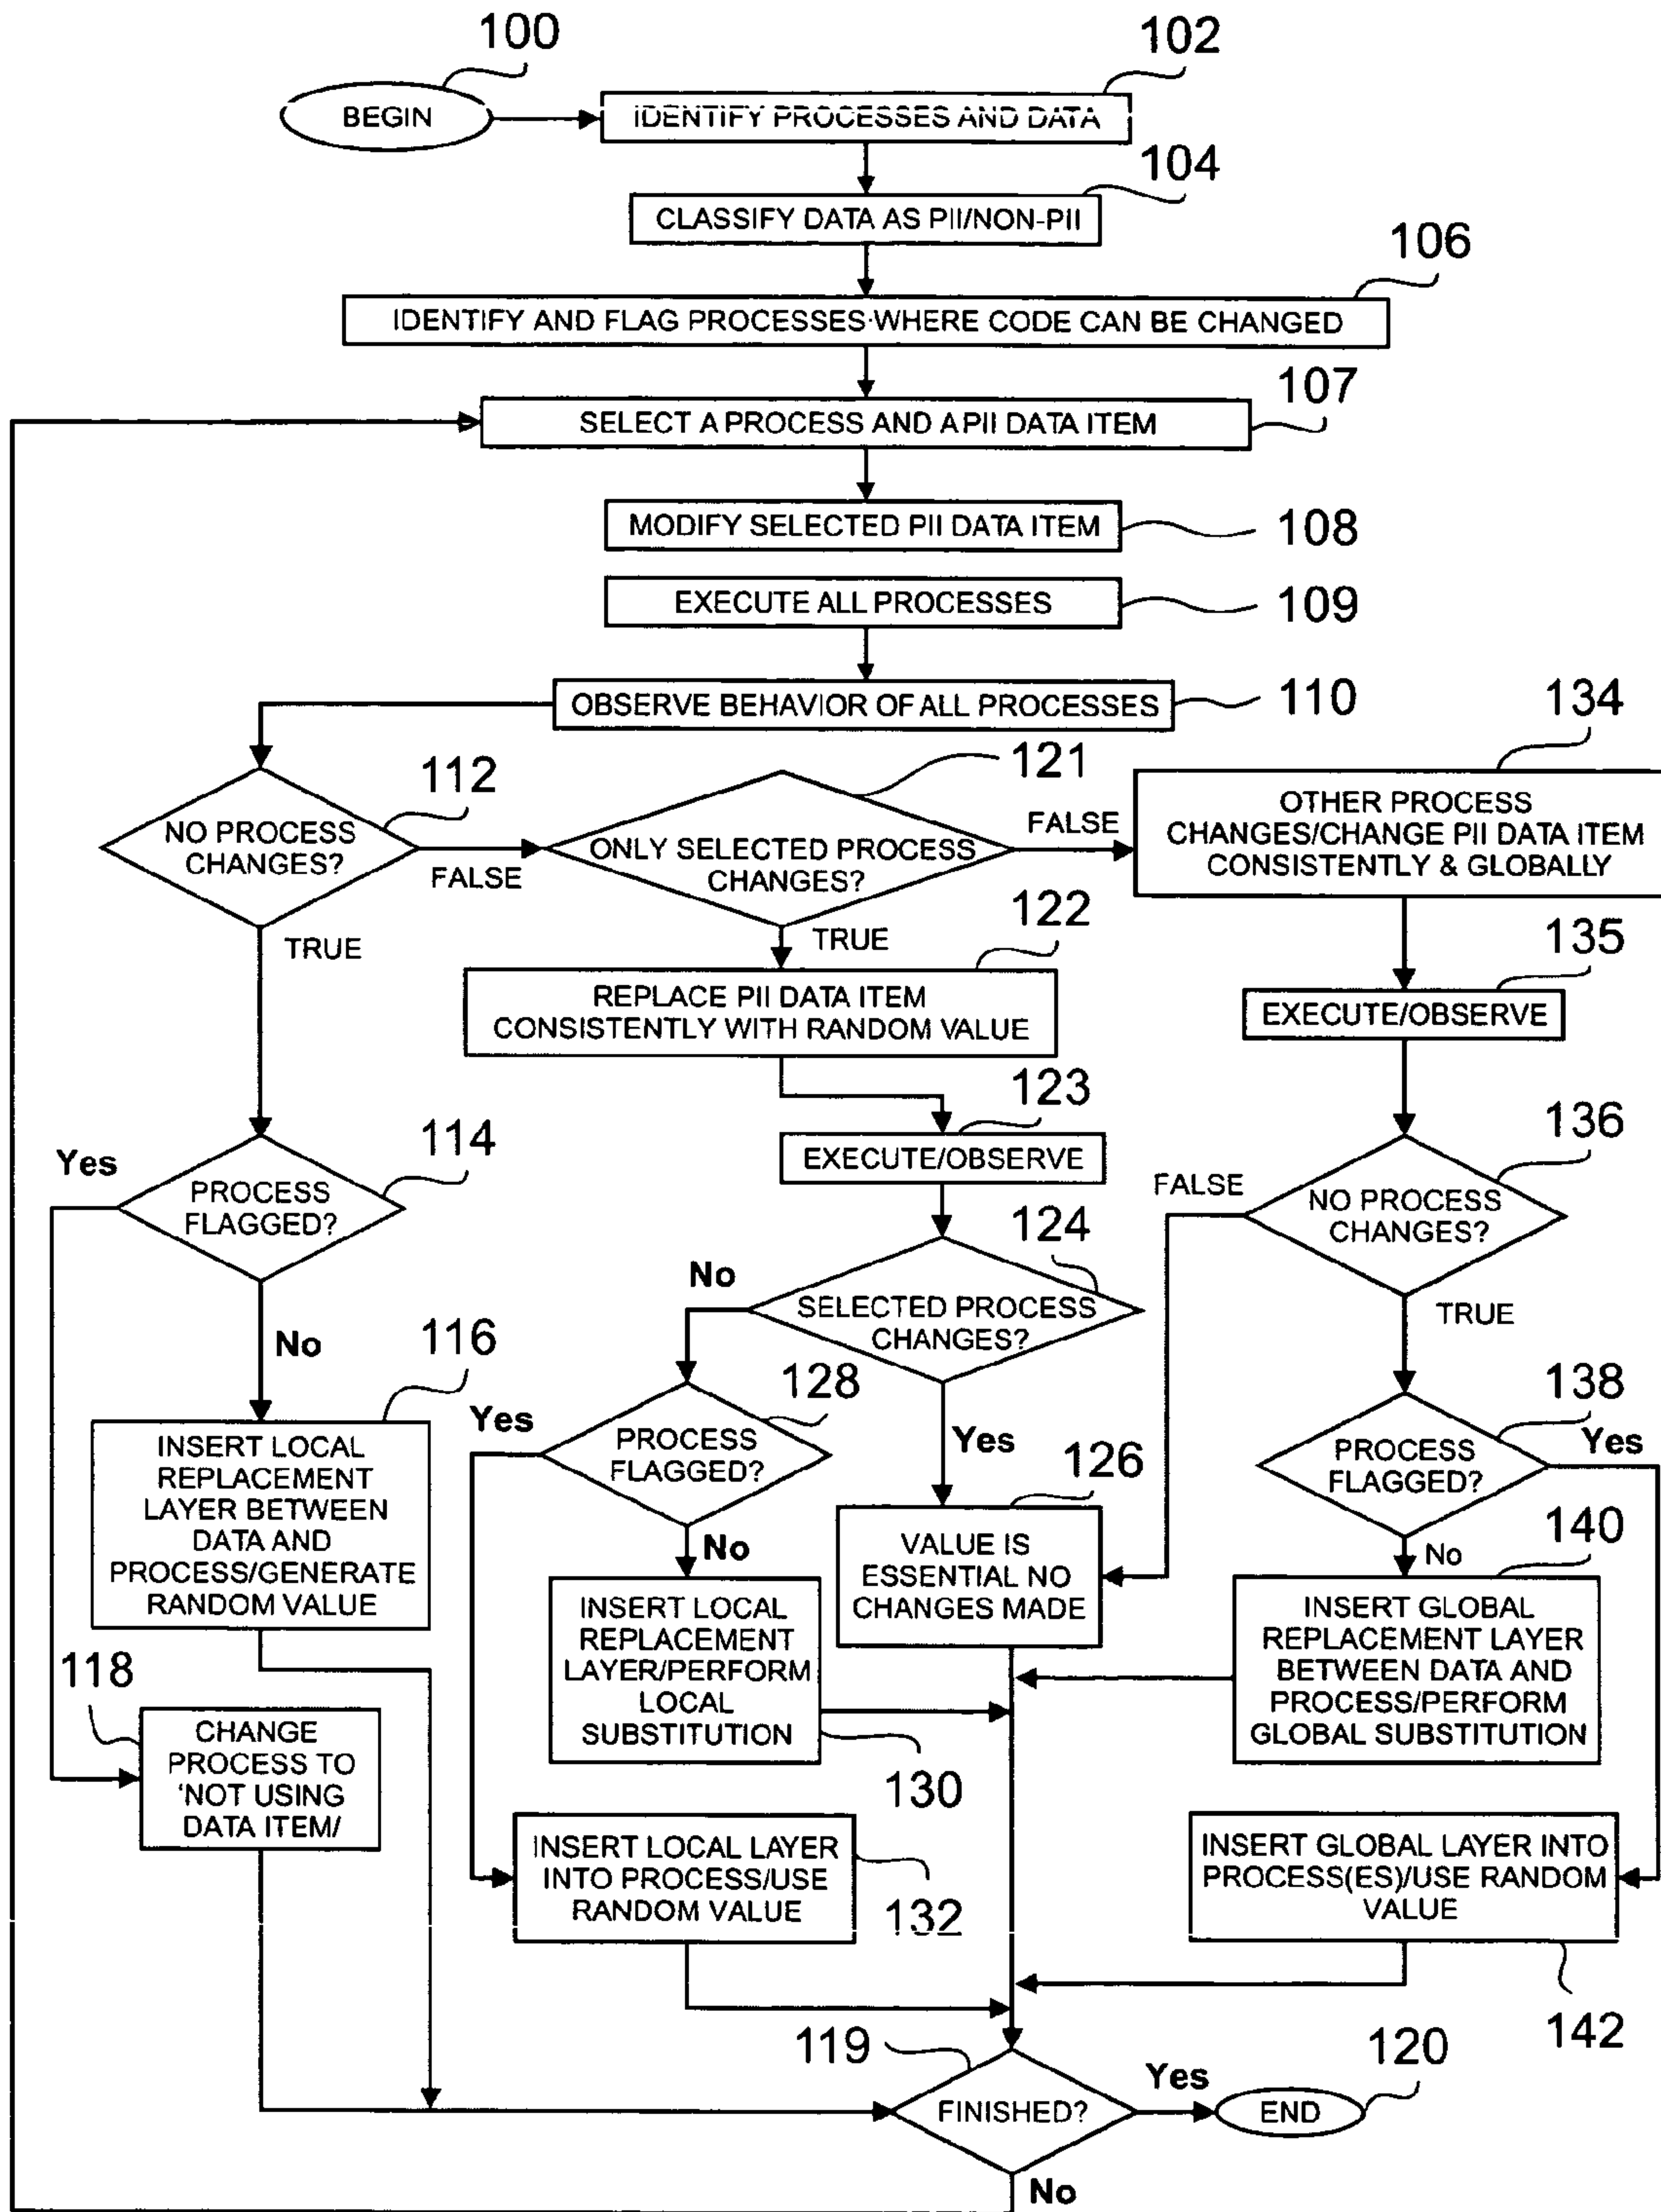 100
102
BEGIN
IDENTIFY PROCESSES AND DATA
104
CLASSIFY DATA AS PII/NON-PII
106
IDENTIFY AND FLAG PROCESSES WHERE CODE CAN BE CHANGED
107
SELECT A PROCESS AND A PII DATA ITEM
MODIFY SELECTED PII DATA ITEM
108
EXECUTE ALL PROCESSES
109
OBSERVE BEHAVIOR OF ALL PROCESSES
110
134
112
121
NO PROCESS
CHANGES?
FALSE
ONLY SELECTED PROCESS
CHANGES?
FALSE
OTHER PROCESS
CHANGES/CHANGE PII DATA ITEM
CONSISTENTLY & GLOBALLY
TRUE
TRUE
122
REPLACE PII DATA ITEM
CONSISTENTLY WITH RANDOM VALUE
135
EXECUTE/OBSERVE
123
EXECUTE/OBSERVE
114
Yes
PROCESS
FLAGGED?
No
136
FALSE
NO PROCESS
CHANGES?
TRUE
124
No
SELECTED PROCESS
CHANGES?
Yes
116
INSERT LOCAL
REPLACEMENT
LAYER BETWEEN
DATA AND
PROCESS/GENERATE
RANDOM VALUE
128
Yes
PROCESS
FLAGGED?
No
126
VALUE IS
ESSENTIAL NO
CHANGES MADE
138
PROCESS
FLAGGED?
Yes
No
140
INSERT LOCAL
REPLACEMENT
LAYER/PERFORM
LOCAL
SUBSTITUTION
130
INSERT GLOBAL
REPLACEMENT LAYER
BETWEEN DATA AND
PROCESS/PERFORM
GLOBAL SUBSTITUTION
118
CHANGE
PROCESS TO
'NOT USING
DATA ITEM/
INSERT LOCAL LAYER
INTO PROCESS/USE
RANDOM VALUE
132
INSERT GLOBAL LAYER INTO
PROCESS(ES)/USE RANDOM
VALUE
142
119
FINISHED?
Yes
120
END
No